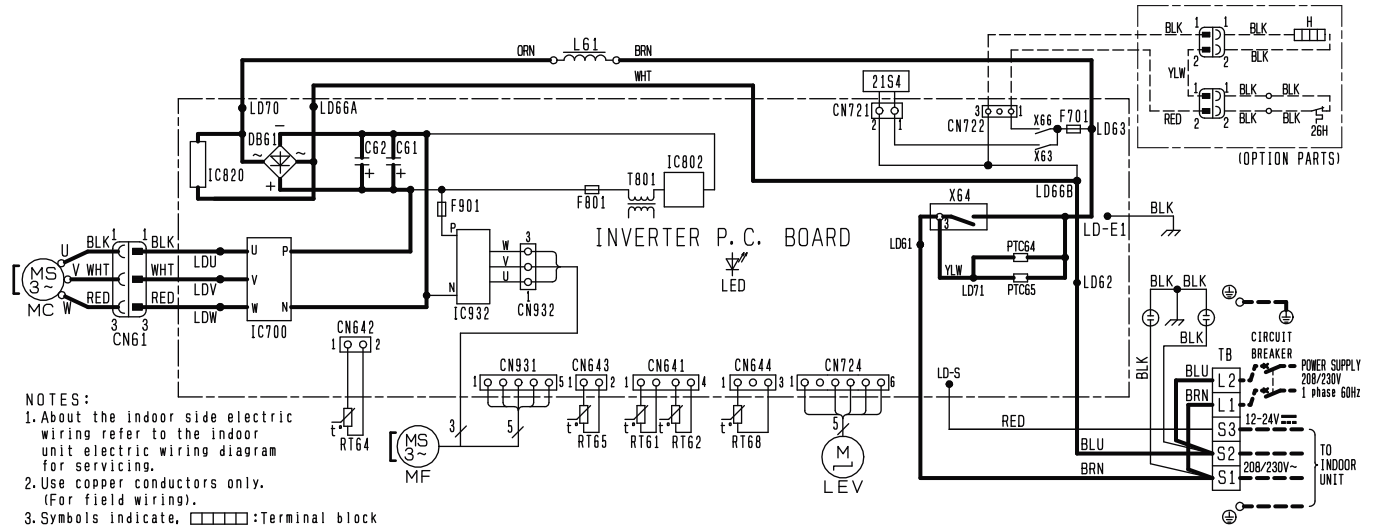 ORN L61 BRN
WHT
LD70 LD66A
DB61
− ~ ~ +
IC820
C62 C61
+ +
F901
F801
T801 IC802
21S4
CN721
2 1
CN722
3 1
X66 F701 LD63
X63
LD66B
X64
3
LD61
YLW
LD71
PTC64
PTC65
LD62
LD-E1 BLK
BLK 1 1 BLK H
2 2 BLK
YLW
1 1 BLK BLK
RED 2 2 BLK BLK
26H
(OPTION PARTS)
INVERTER P. C. BOARD
LED
MS
3~
MC
U BLK 1 1 BLK LDU U P
V WHT WHT LDV V
W RED 3 3 RED LDW W N
CN61
IC700
P
N
IC932
W 3
V
U 1
CN932
CN642
1 2
t° RT64
CN931
1 5
3 5
MS
3~
MF
CN643
1 2
t° RT65
CN641
1 4
t° RT61 t° RT62
CN644
1 3
t° RT68
CN724
1 6
5
M
LEV
LD-S
RED
BLU
BRN
BLK BLK
BLK
BLK
BLU
BRN
TB
L2
L1
S3
S2
S1
CIRCUIT
BREAKER
POWER SUPPLY
208/230V
1 phase 60Hz
12-24V
208/230V~
TO
INDOOR
UNIT
NOTES:
1. About the indoor side electric
wiring refer to the indoor
unit electric wiring diagram
for servicing.
2. Use copper conductors only.
(For field wiring).
3. Symbols indicate, :Terminal block